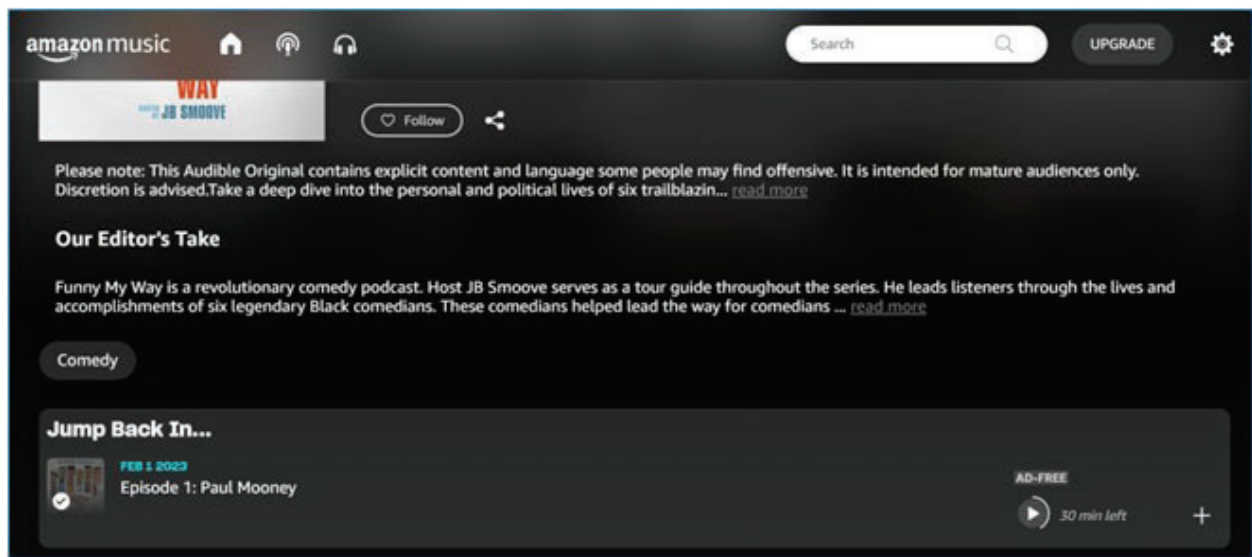 amazon music
Search
UPGRADE
WAY
JB SMOOVE
Follow
Please note: This Audible Original contains explicit content and language some people may find offensive. It is intended for mature audiences only.
Discretion is advised.Take a deep dive into the personal and political lives of six trailblazin... read more
Our Editor's Take
Funny My Way is a revolutionary comedy podcast. Host JB Smoove serves as a tour guide throughout the series. He leads listeners through the lives and
accomplishments of six legendary Black comedians. These comedians helped lead the way for comedians ... read more
Comedy
Jump Back In...
FEB 1 2023
Episode 1: Paul Mooney
AD-FREE
30 min left